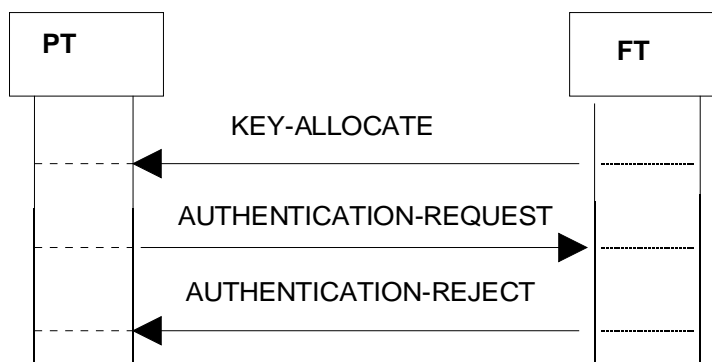 PT
FT
KEY-ALLOCATE
AUTHENTICATION-REQUEST
AUTHENTICATION-REJECT